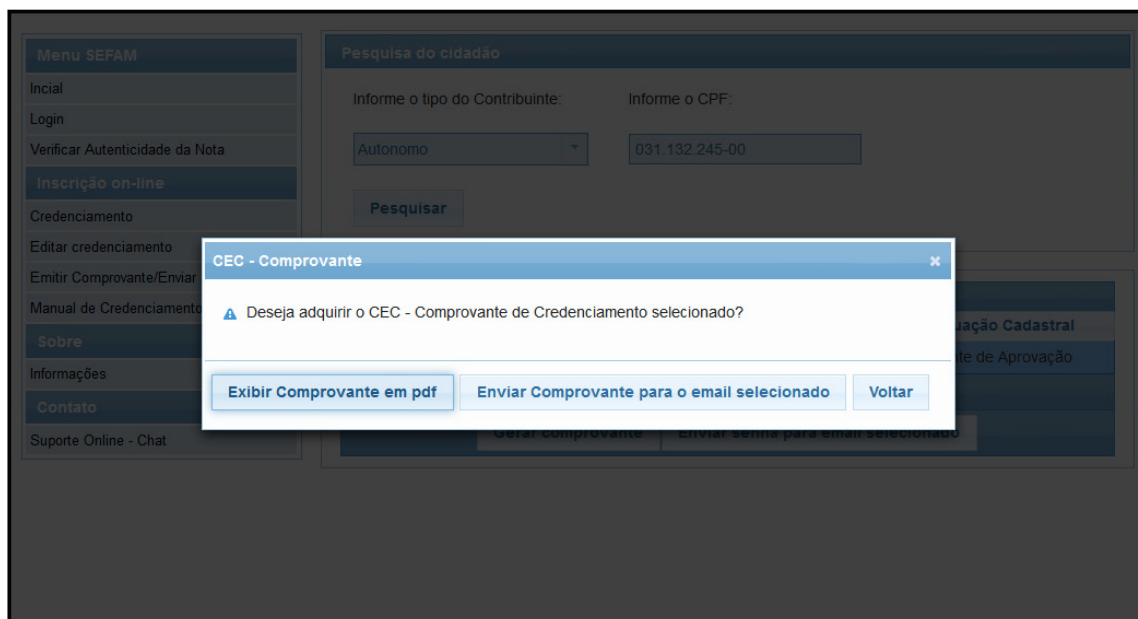 Menu SEFAM
Incial
Login
Verificar Autenticidade da Nota
Inscrição on-line
Credenciamento
Editar credenciamento
Emitir Comprovante/Enviar
Manual de Credenciamento
Sobre
Informações
Contato
Suporte Online - Chat
Pesquisa do cidadão
Informe o tipo do Contribuinte: Informe o CPF:
Autonomo 031.132.245-00
Pesquisar
CEC - Comprovante
Deseja adquirir o CEC - Comprovante de Credenciamento selecionado?
Exibir Comprovante em pdf Enviar Comprovante para o email selecionado Voltar
Cadastral
de Aprovação
Gerar comprovante Enviar senha para email selecionado